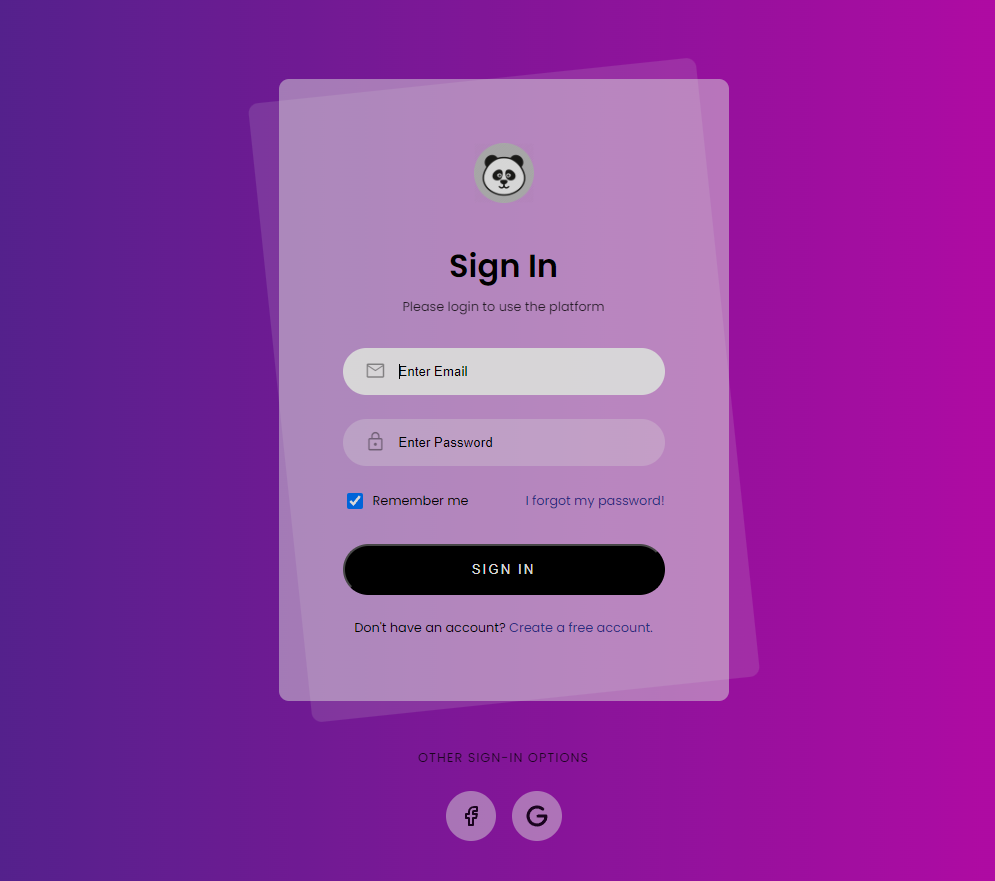 Sign In
Please login to use the platform
Enter Email
Enter Password
Remember me I forgot my password!
SIGN IN
Don't have an account? Create a free account.
OTHER SIGN-IN OPTIONS